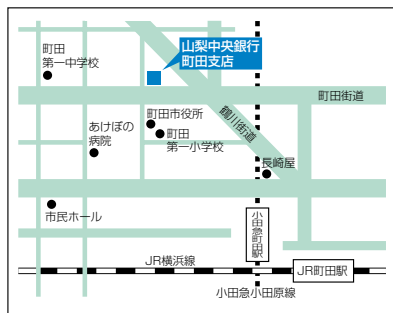 町田
第一中学校
山梨中央銀行
町田支店
町田街道
町田市役所
町田
第一小学校
あけぼの
病院
鶴川街道
長崎屋
市民ホール
小田急町田駅
JR横浜線
JR町田駅
小田急小田原線